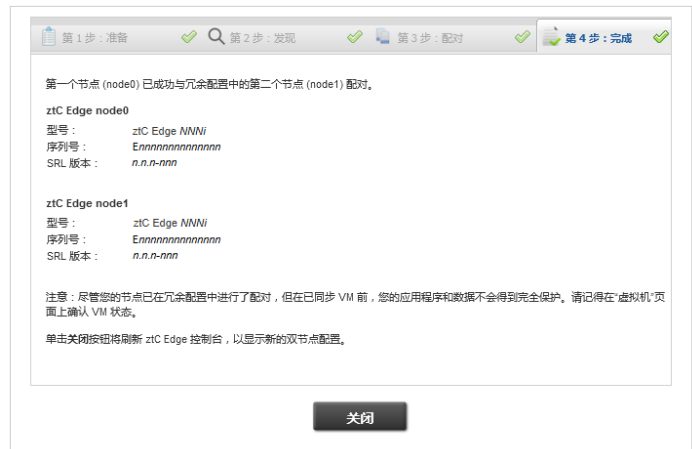 第 1 步 : 准备 第 2 步 : 发现 第 3 步 : 配对 第 4 步 : 完成
第一个节点 (node0) 已成功与冗余配置中的第二个节点 (node1) 配对。
ztC Edge node0
型号 : ztC Edge NNNi
序列号 : Ennnnnnnnnnnnn
SRL 版本 : n.n.n-nnn
ztC Edge node1
型号 : ztC Edge NNNi
序列号 : Ennnnnnnnnnnnn
SRL 版本 : n.n.n-nnn
注意 : 尽管您的节点已在冗余配置中进行了配对 , 但在已同步 VM 前 , 您的应用程序和数据不会得到完全保护。请记得在“虚拟机”页
面上确认 VM 状态。
单击关闭按钮将刷新 ztC Edge 控制台 , 以显示新的双节点配置。
关闭